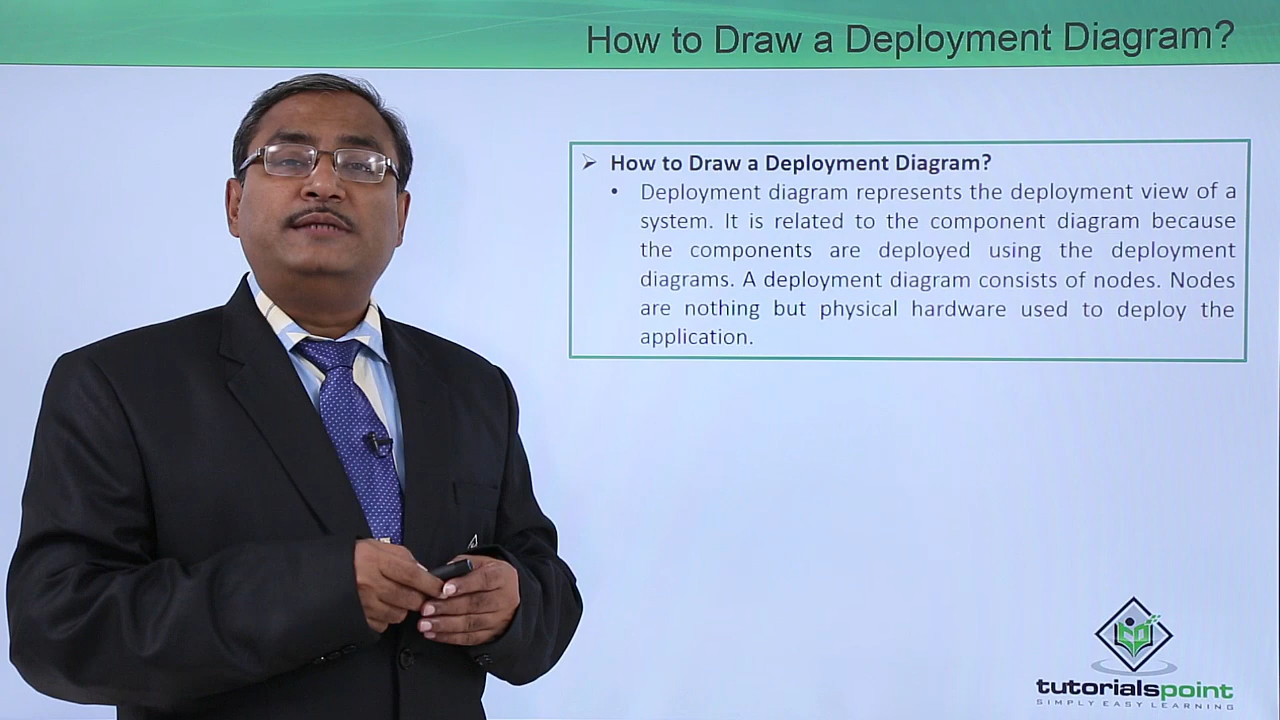 How to Draw a Deployment Diagram?
➢ How to Draw a Deployment Diagram?
• Deployment diagram represents the deployment view of a
system. It is related to the component diagram because
the components are deployed using the deployment
diagrams. A deployment diagram consists of nodes. Nodes
are nothing but physical hardware used to deploy the
application.
tutorialspoint
SIMPLY EASY LEARNING